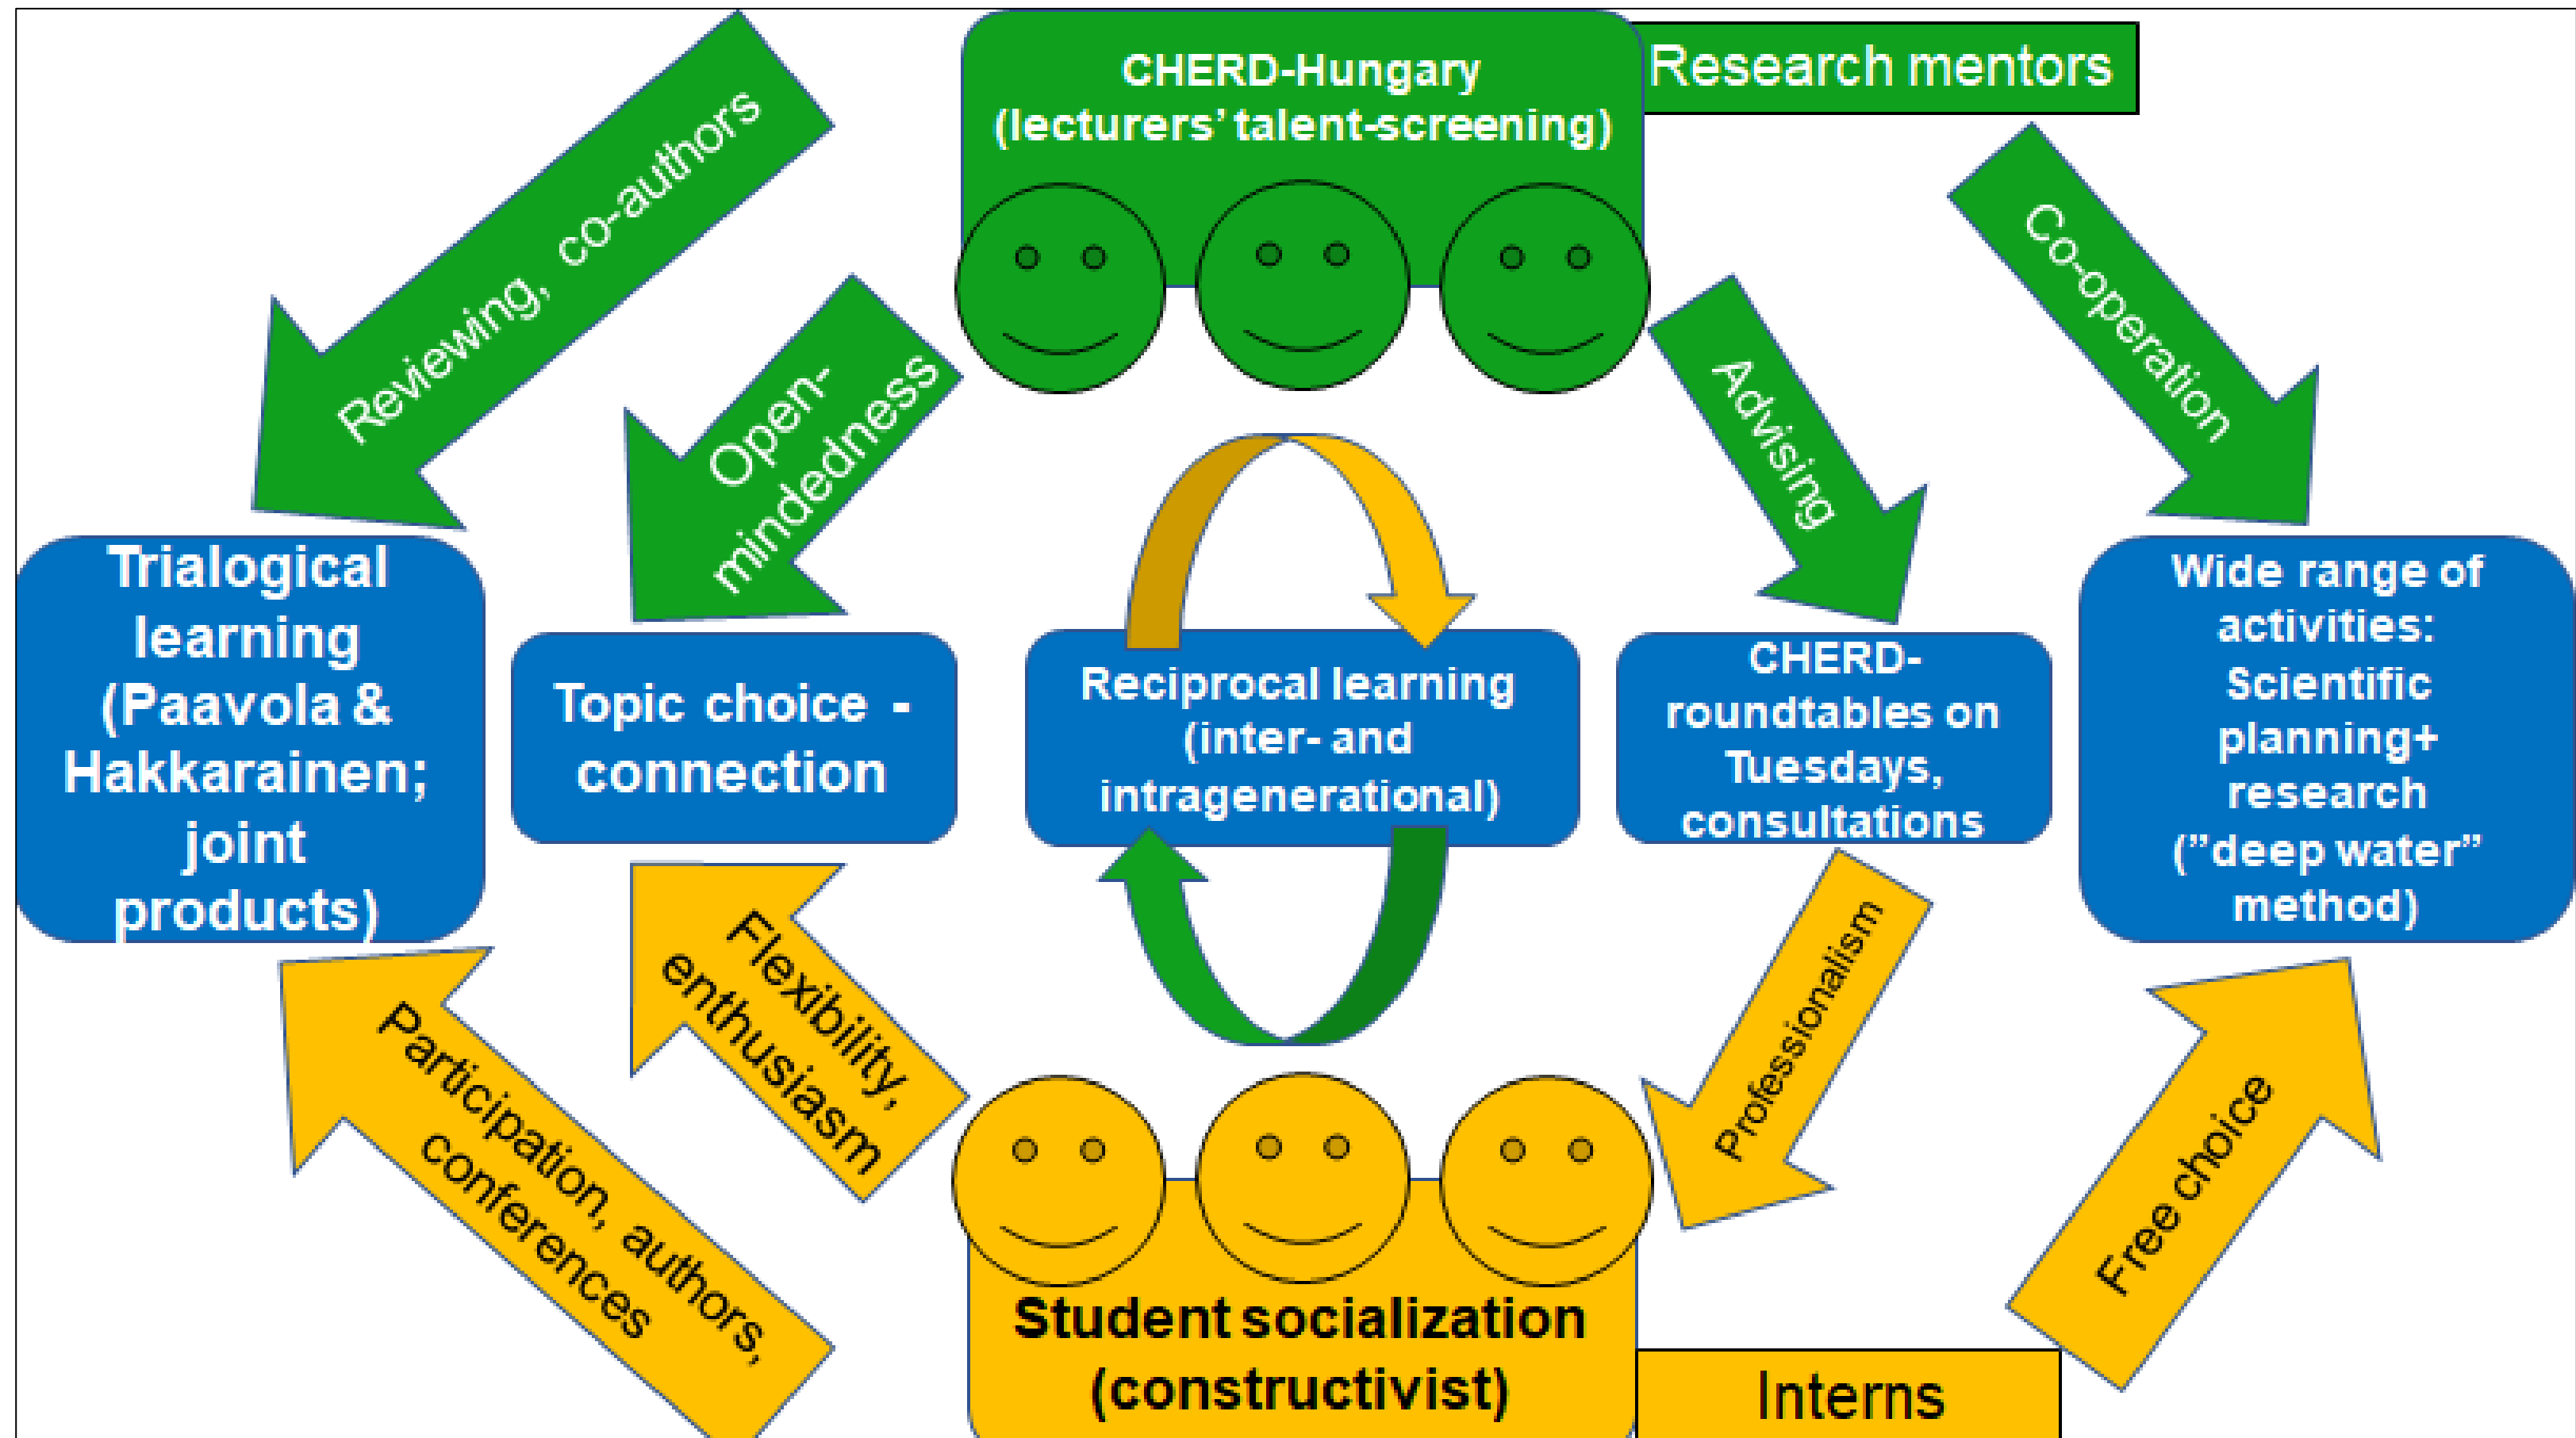 CHERD-Hungary
(lecturers’ talent-screening)
Research mentors
Reviewing, co-authors
Open-
mindedness
Advising
Co-operation
Trialogical
learning
(Paavola &
Hakkarainen;
joint
products)
Topic choice -
connection
Reciprocal learning
(inter- and
intragenerational)
CHERD-
roundtables on
Tuesdays,
consultations
Wide range of
activities:
Scientific
planning+
research
(”deep water”
method)
Participation, authors,
conferences
Flexibility,
enthusiasm
Professionalism
Free choice
Student socialization
(constructivist)
Interns